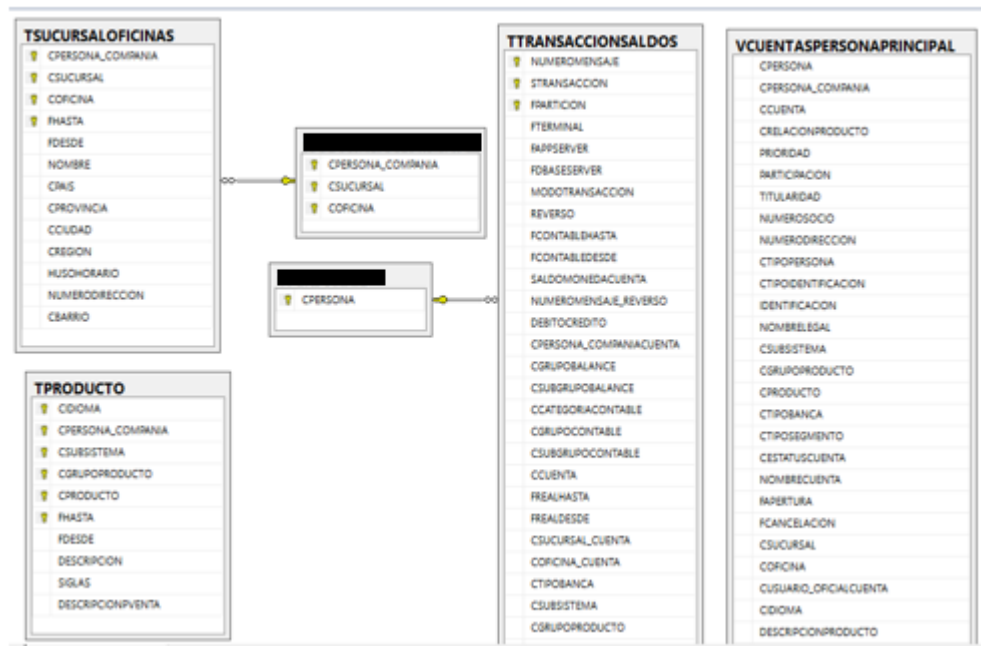 TSUCURSALOFICINAS
CPERSONA_COMPANIA
CSUCURSAL
COFICINA
FHASTA
FDESDE
NOMBRE
CPAIS
CPROVINCIA
CCIUDAD
CREGION
HUSOHORARIO
NUMERODIRECCION
CBARRIO
CPERSONA_COMPANIA
CSUCURSAL
COFICINA
CPERSONA
TPRODUCTO
CIDIOMA
CPERSONA_COMPANIA
CSUBSISTEMA
CGRUPOPRODUCTO
CPRODUCTO
FHASTA
FDESDE
DESCRIPCION
SIGLAS
DESCRIPCIONPVENTA
TTRANSACCIONSALDOS
NUMEROMENSAJE
STRANSACCION
FPARTICION
FTERMINAL
FAPPSERVER
FDBASESERVER
MODOTRANSACCION
REVERSO
FCONTABLEHASTA
FCONTABLEDESDE
SALDOMONEDACUENTA
NUMEROMENSAJE_REVERSO
DEBITOCREDITO
CPERSONA_COMPANIACUENTA
CGRUPOBALANCE
CSUBGRUPOBALANCE
CCATEGORIACONTABLE
CGRUPOCONTABLE
CSUBGRUPOCONTABLE
CCUENTA
FREALHASTA
FREALDESDE
CSUCURSAL_CUENTA
COFICINA_CUENTA
CTIPOBANCA
CSUBSISTEMA
CGRUPOPRODUCTO
VCUENTASPERSONAPRINCIPAL
CPERSONA
CPERSONA_COMPANIA
CCUENTA
CRELACIONPRODUCTO
PRIORIDAD
PARTICIPACION
TITULARIDAD
NUMEROSOCIO
NUMERODIRECCION
CTIPOPERSONA
CTIPOIDENTIFICACION
IDENTIFICACION
NOMBRELEGAL
CSUBSISTEMA
CGRUPOPRODUCTO
CPRODUCTO
CTIPOBANCA
CTIPOSEGMENTO
CESTATUSCUENTA
NOMBRECUENTA
FAPERTURA
FCANCELACION
CSUCURSAL
COFICINA
CUSUARIO_OFICIALCUENTA
CIDIOMA
DESCRIPCIONPRODUCTO